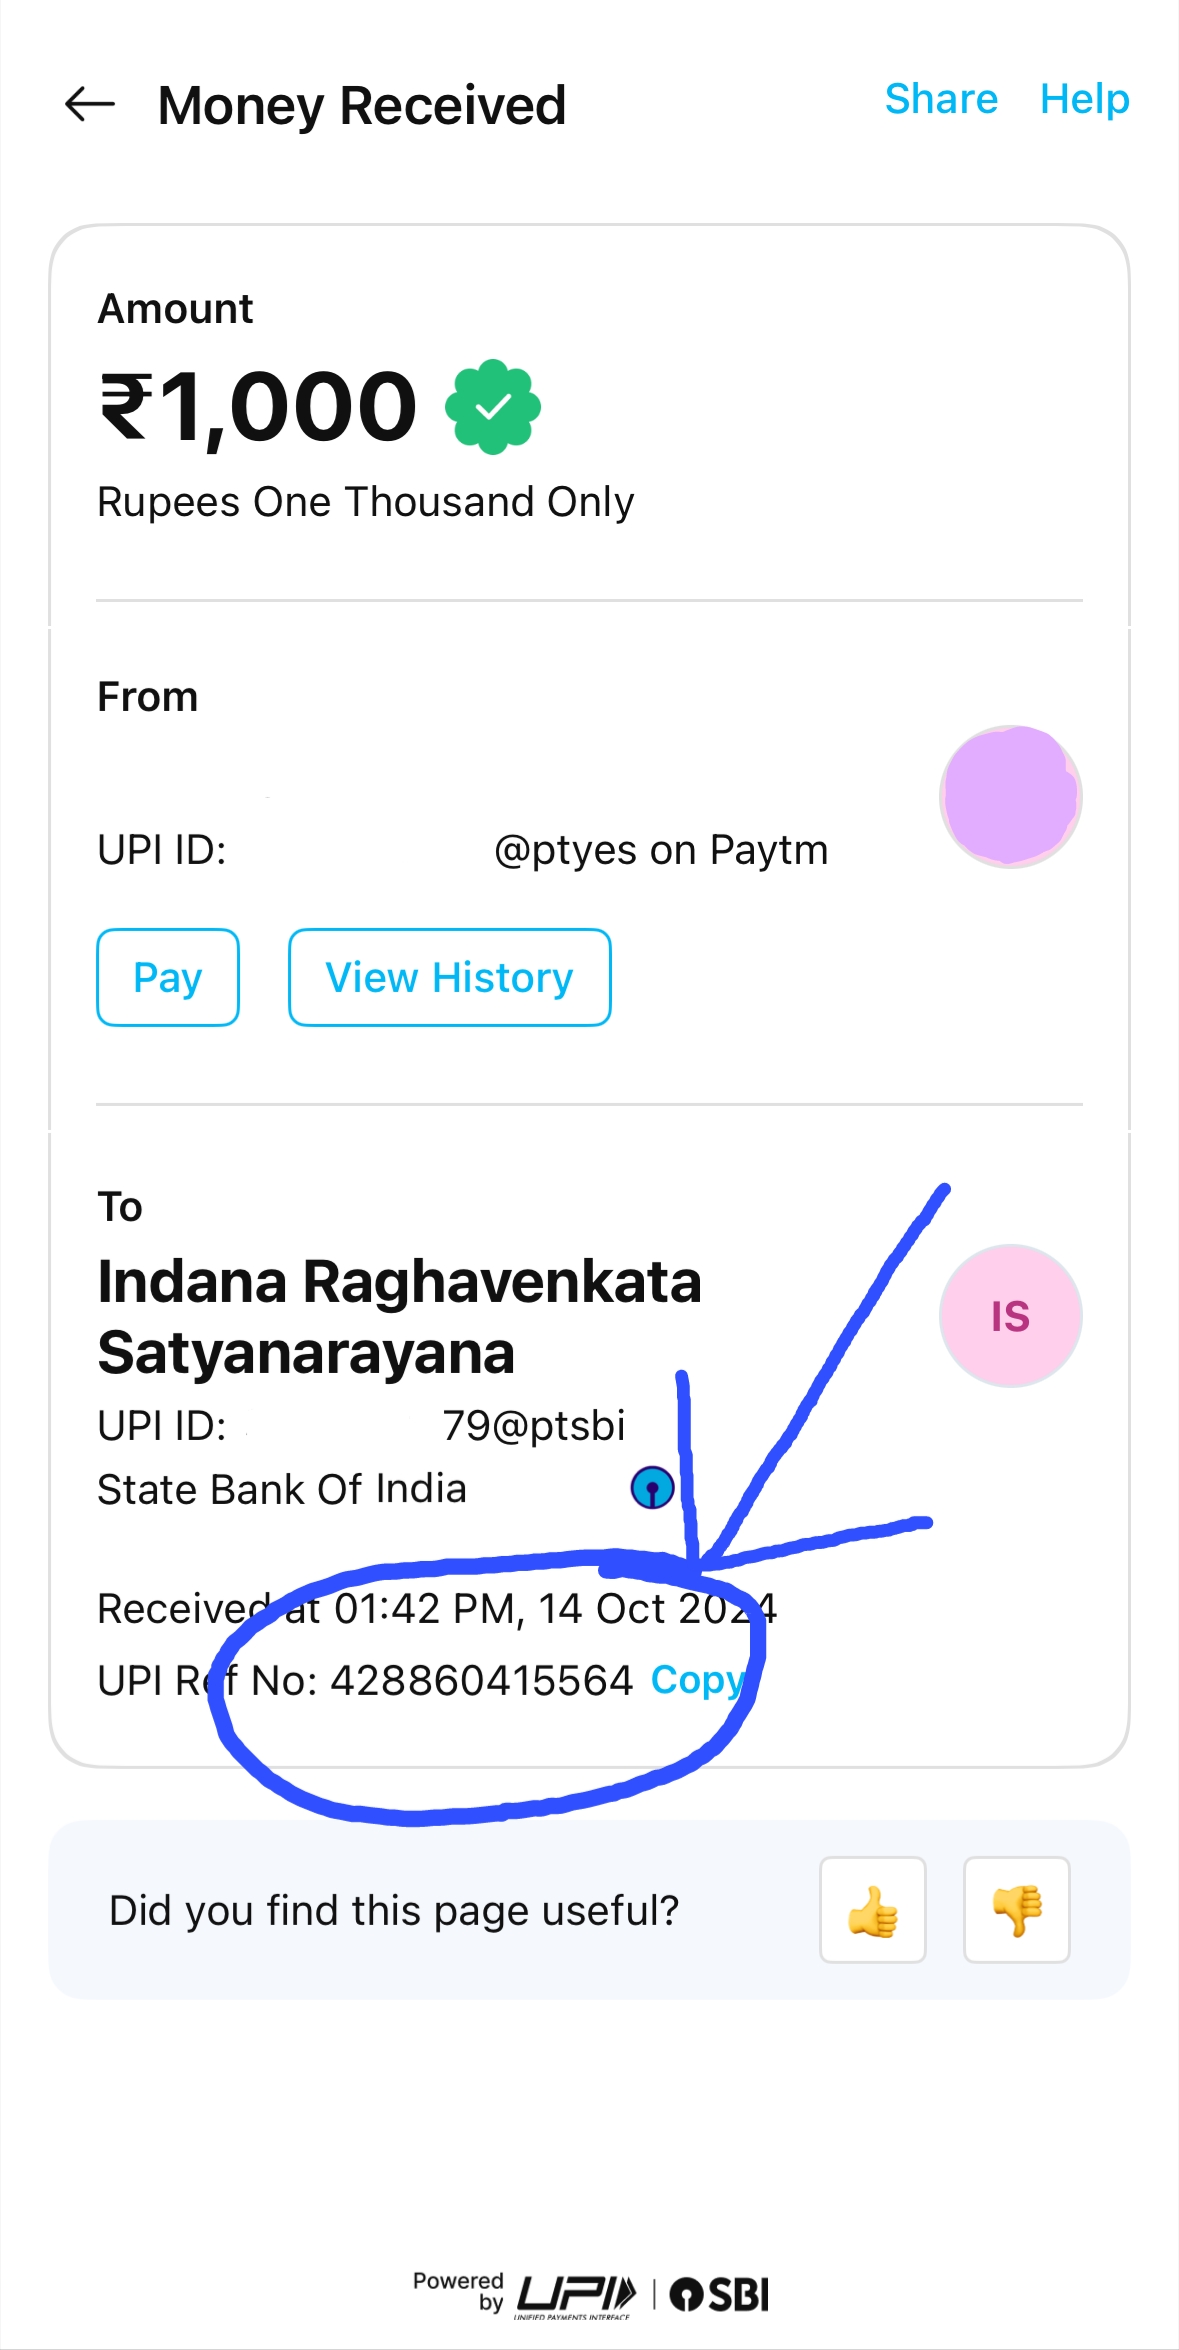 Money Received
Share Help
Amount
₹1,000
Rupees One Thousand Only
From
UPI ID: @ptyes on Paytm
Pay
View History
To
Indana Raghavenkata
Satyanarayana
IS
UPI ID: 79@ptsbi
State Bank Of India
Received at 01:42 PM, 14 Oct 2024
UPI Ref No: 428860415564 Copy
Did you find this page useful?
Powered
by
UPI
UNIFIED PAYMENTS INTERFACE
SBI